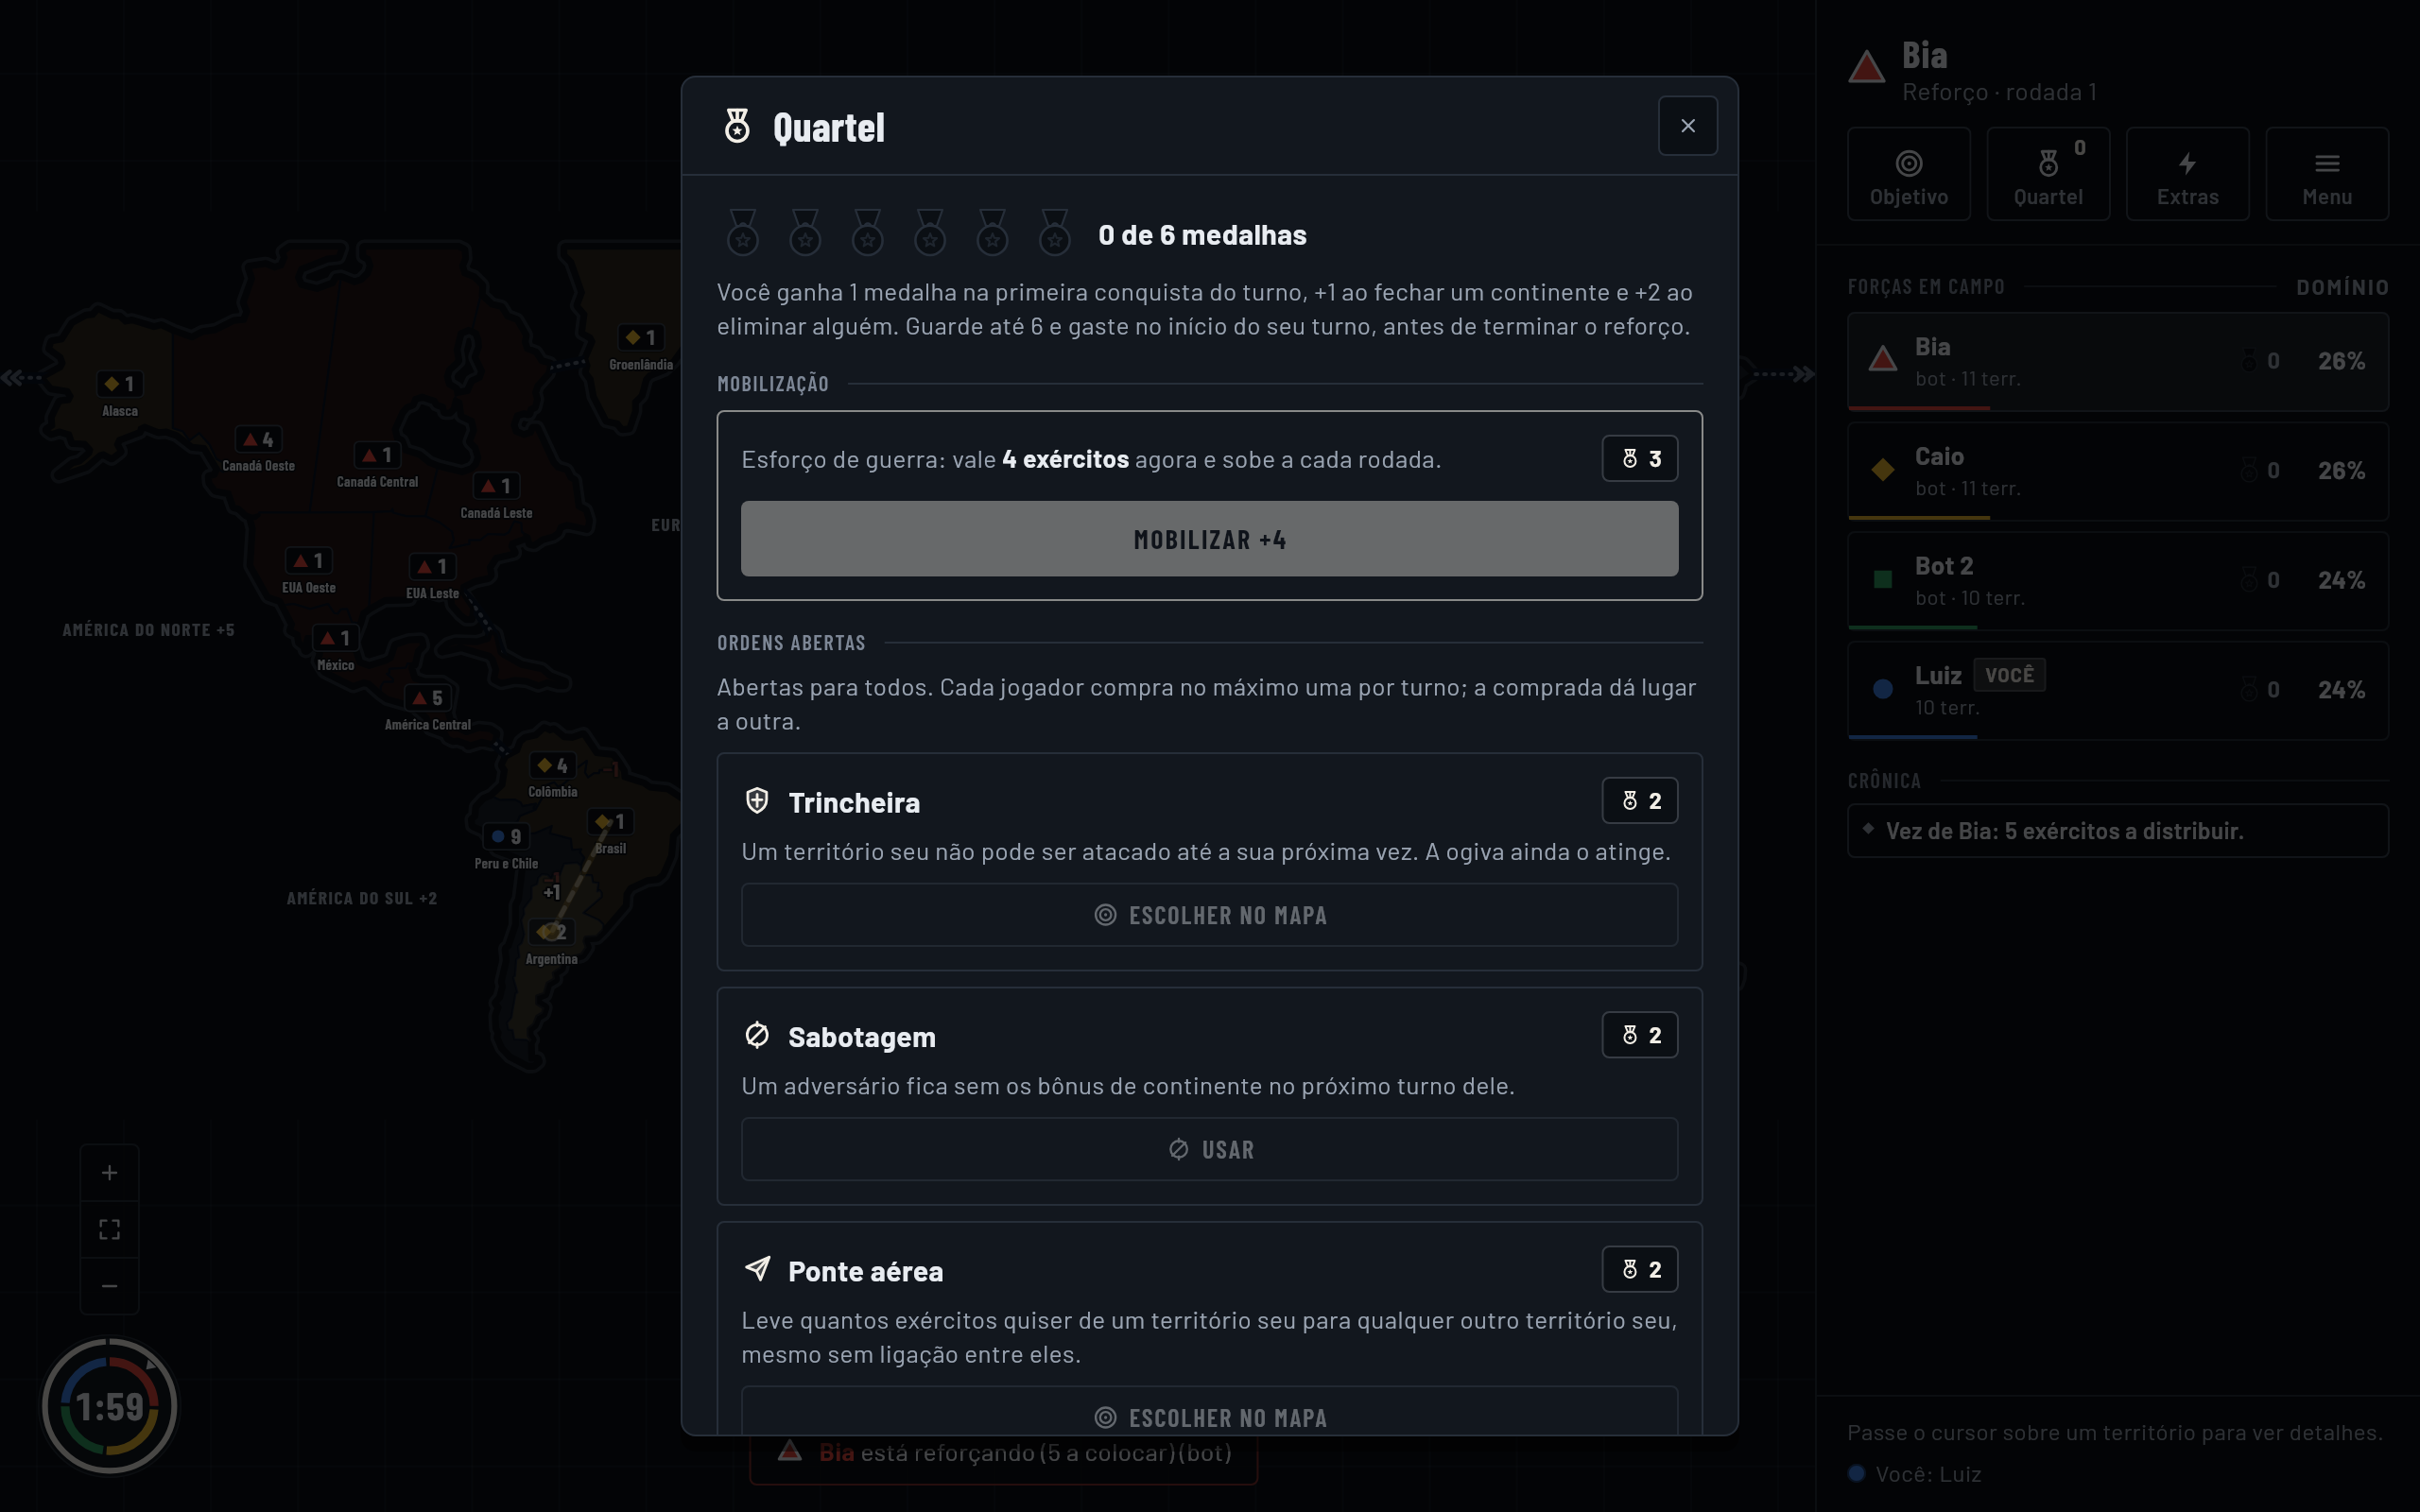 Quartel
0 de 6 medalhas
Você ganha 1 medalha na primeira conquista do turno, +1 ao fechar um continente e +2 ao
eliminar alguém. Guarde até 6 e gaste no início do seu turno, antes de terminar o reforço.
MOBILIZAÇÃO
Esforço de guerra: vale 4 exércitos agora e sobe a cada rodada.
3
MOBILIZAR +4
ORDENS ABERTAS
Abertas para todos. Cada jogador compra no máximo uma por turno; a comprada dá lugar
a outra.
Trincheira
2
Um território seu não pode ser atacado até a sua próxima vez. A ogiva ainda o atinge.
ESCOLHER NO MAPA
Sabotagem
2
Um adversário fica sem os bônus de continente no próximo turno dele.
USAR
Ponte aérea
2
Leve quantos exércitos quiser de um território seu para qualquer outro território seu,
mesmo sem ligação entre eles.
ESCOLHER NO MAPA
1
Alasca
4
Canadá Oeste
1
Canadá Central
1
Canadá Leste
1
Groenlândia
EUR
1
EUA Oeste
1
EUA Leste
AMÉRICA DO NORTE +5
1
México
5
América Central
4
Colômbia
-1
1
Brasil
9
Peru e Chile
+1
AMÉRICA DO SUL +2
2
Argentina
+
−
1:59
Bia está reforçando (5 a colocar) (bot)
Bia
Reforço · rodada 1
Objetivo
0
Quartel
Extras
Menu
FORÇAS EM CAMPO
DOMÍNIO
Bia
bot · 11 terr.
0
26%
Caio
bot · 11 terr.
0
26%
Bot 2
bot · 10 terr.
0
24%
Luiz
VOCÊ
10 terr.
0
24%
CRÔNICA
Vez de Bia: 5 exércitos a distribuir.
Passe o cursor sobre um território para ver detalhes.
Você: Luiz